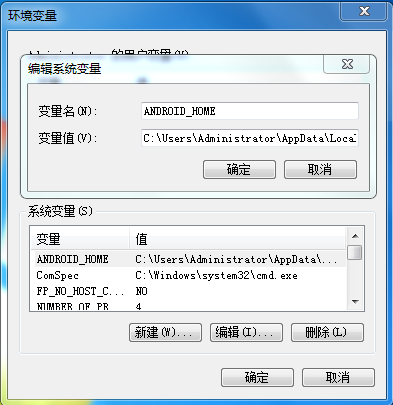 环境变量
编辑系统变量
变量名(N): ANDROID_HOME
变量值(V): C:\Users\Administrator\AppData\Loca
确定 取消
系统变量(S)
变量 值
ANDROID_HOME C:\Users\Administrator\AppData\...
ComSpec C:\Windows\system32\cmd.exe
FP_NO_HOST_C... NO
NUMBER_OF_PR 4
新建(W)... 编辑(I)... 删除(L)
确定 取消